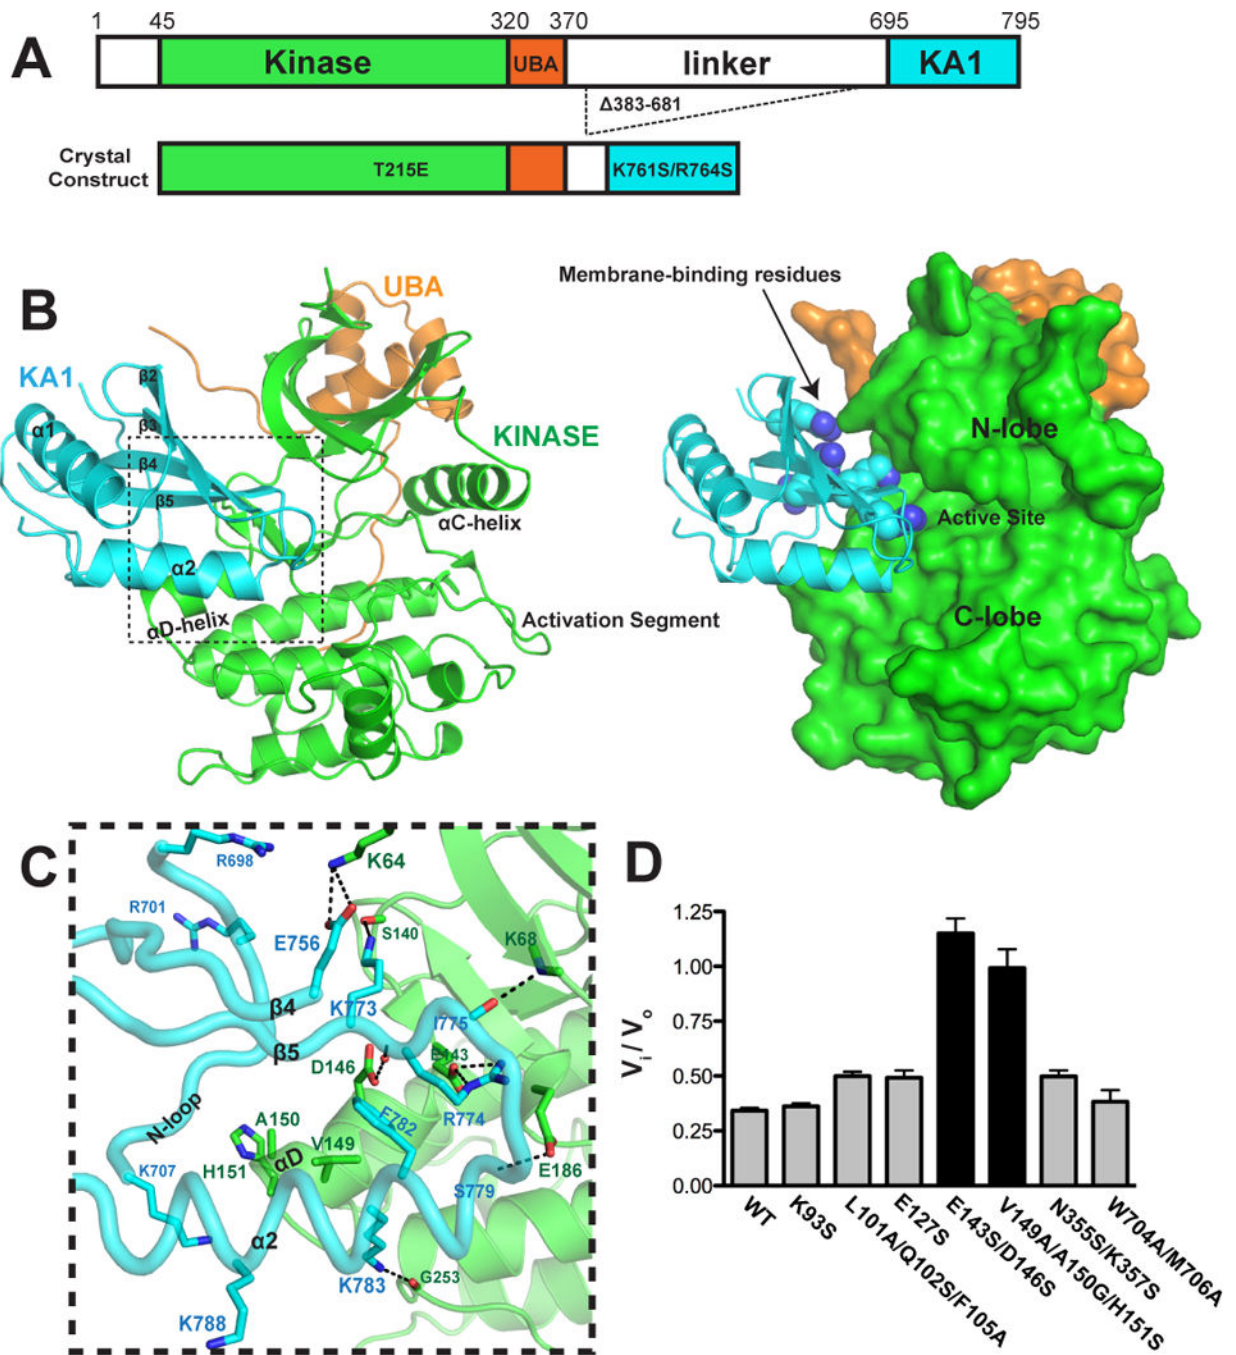 A
1 45 320 370 695 795
Kinase UBA linker KA1
Δ383-681
Crystal
Construct
T215E K761S/R764S
B
UBA
KA1
KINASE
α1
β2
β3
β4
β5
α2
αC-helix
αD-helix
Activation Segment
Membrane-binding residues
N-lobe
Active Site
C-lobe
C
R698
K64
R701
E756
S140
K68
β4
K773
I775
β5
D146
E143
N-loop
A150
F782
R774
V149
αD
H151
E186
K707
S779
α2
K783
G253
K788
D
Vi / Vo
1.25
1.00
0.75
0.50
0.25
0.00
WT
K93S
L101A/Q102S/F105A
E127S
E143S/D146S
V149A/A150G/H151S
N355S/K357S
W704A/M706A